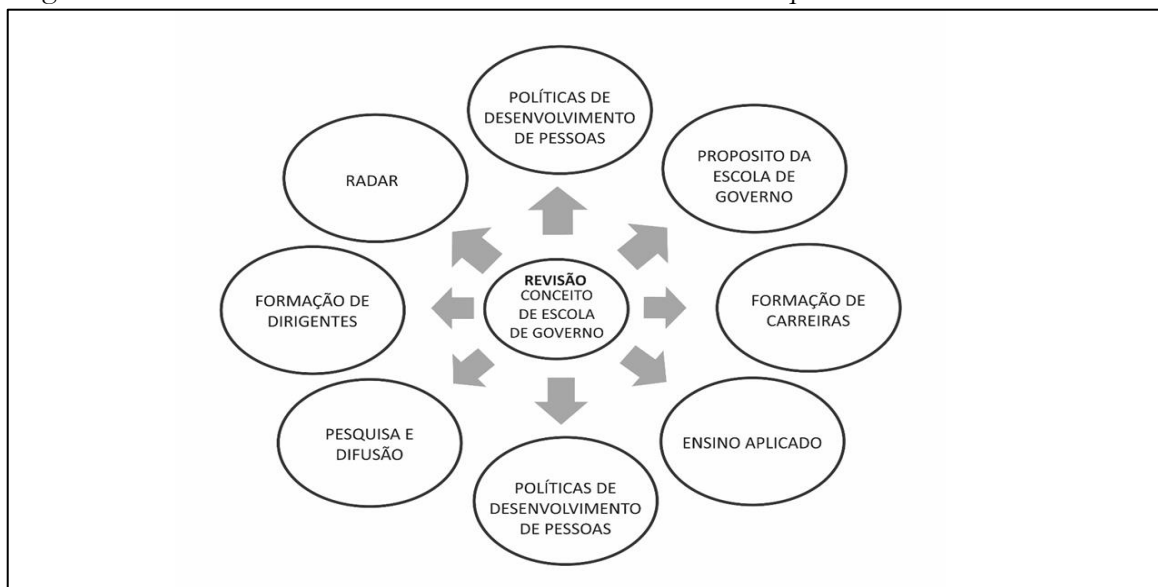 POLÍTICAS DE
DESENVOLVIMENTO
DE PESSOAS
PROPOSITO DA
ESCOLA DE
GOVERNO
RADAR
REVISÃO
CONCEITO
DE ESCOLA
DE GOVERNO
FORMAÇÃO DE
DIRIGENTES
FORMAÇÃO DE
CARREIRAS
PESQUISA E
DIFUSÃO
ENSINO APLICADO
POLÍTICAS DE
DESENVOLVIMENTO
DE PESSOAS